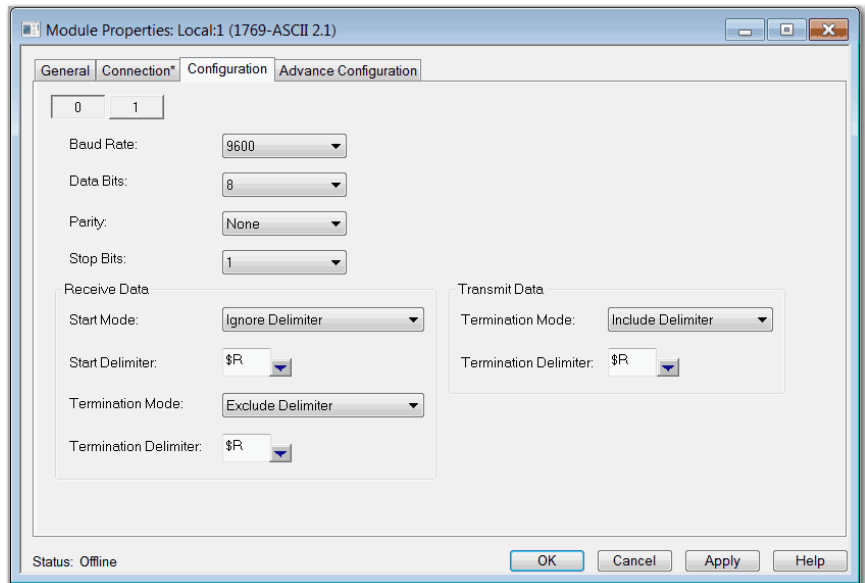 Module Properties: Local:1 (1769-ASCII 2.1)
General Connection* Configuration Advance Configuration
0 1
Baud Rate: 9600
Data Bits: 8
Parity: None
Stop Bits: 1
Receive Data
Start Mode: Ignore Delimiter
Start Delimiter: $R
Termination Mode: Exclude Delimiter
Termination Delimiter: $R
Transmit Data
Termination Mode: Include Delimiter
Termination Delimiter: $R
Status: Offline
OK Cancel Apply Help